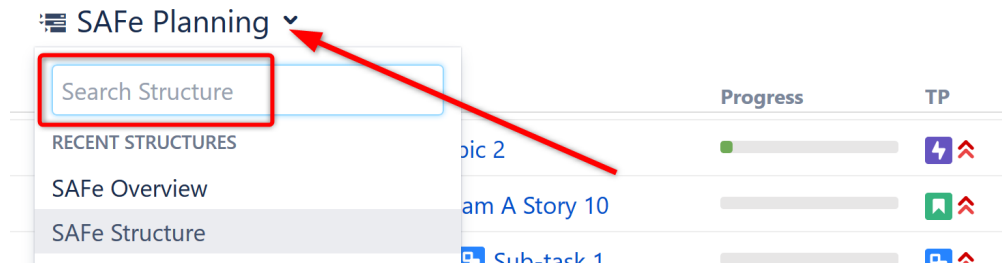 SAFe Planning
Search Structure
Progress TP
RECENT STRUCTURES
pic 2
SAFe Overview
am A Story 10
SAFe Structure
Sub-task 1